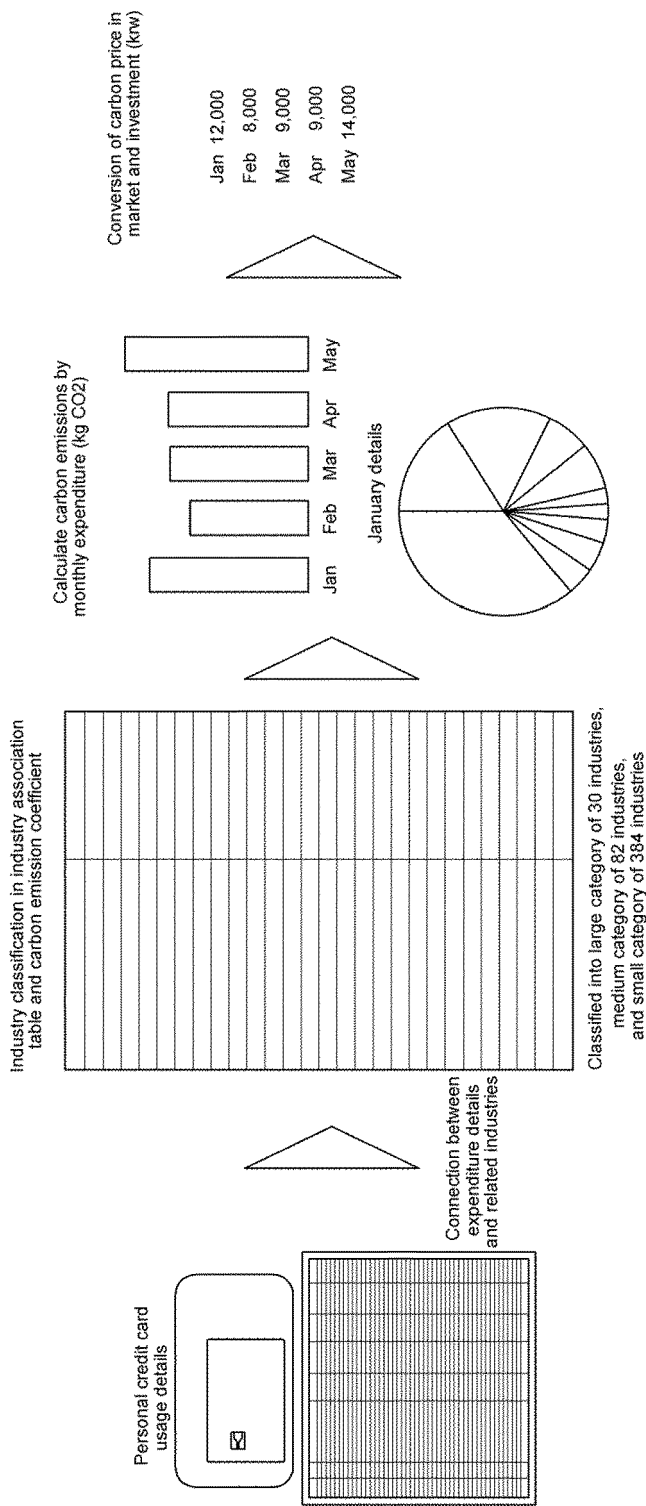 Personal credit card
usage details
Connection between
expenditure details
and related industries
Industry classification in industry association
table and carbon emission coefficient
Classified into large category of 30 industries,
medium category of 82 industries,
and small category of 384 industries
Calculate carbon emissions by
monthly expenditure (kg CO2)
Jan
Feb
Mar
Apr
May
January details
Conversion of carbon price in
market and investment (krw)
Jan 12,000
Feb 8,000
Mar 9,000
Apr 9,000
May 14,000